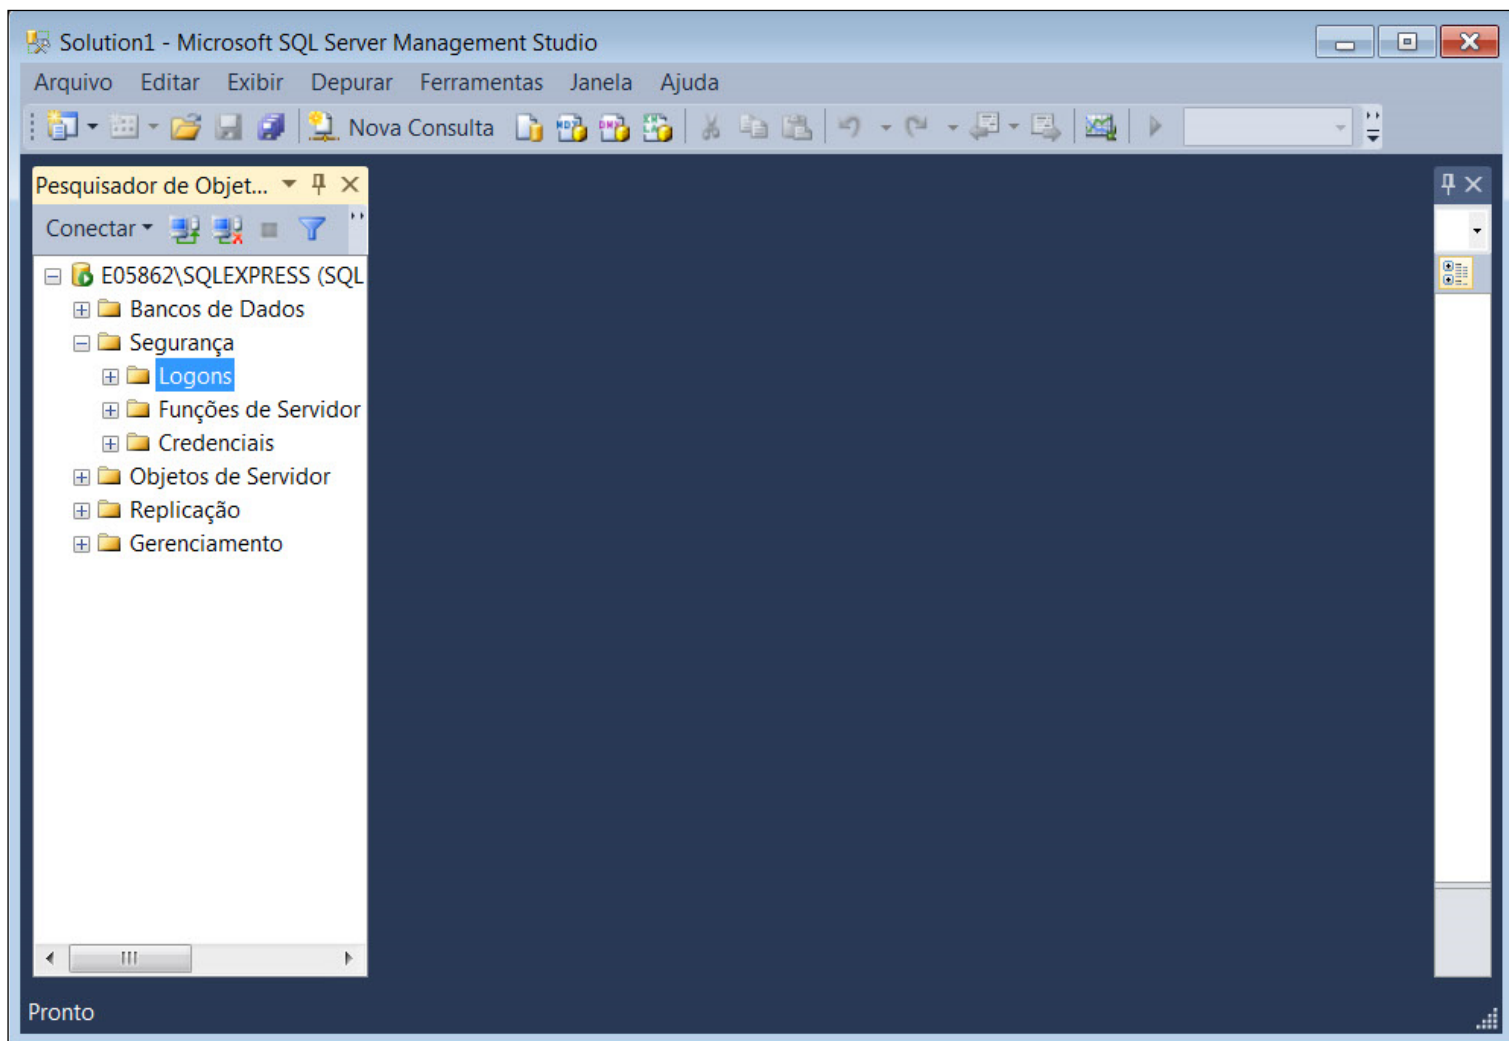 Solution1 - Microsoft SQL Server Management Studio
Arquivo Editar Exibir Depurar Ferramentas Janela Ajuda
Nova Consulta
Pesquisador de Objet...
Conectar
E05862\SQLEXPRESS (SQL
Bancos de Dados
Segurança
Logons
Funções de Servidor
Credenciais
Objetos de Servidor
Replicação
Gerenciamento
Pronto